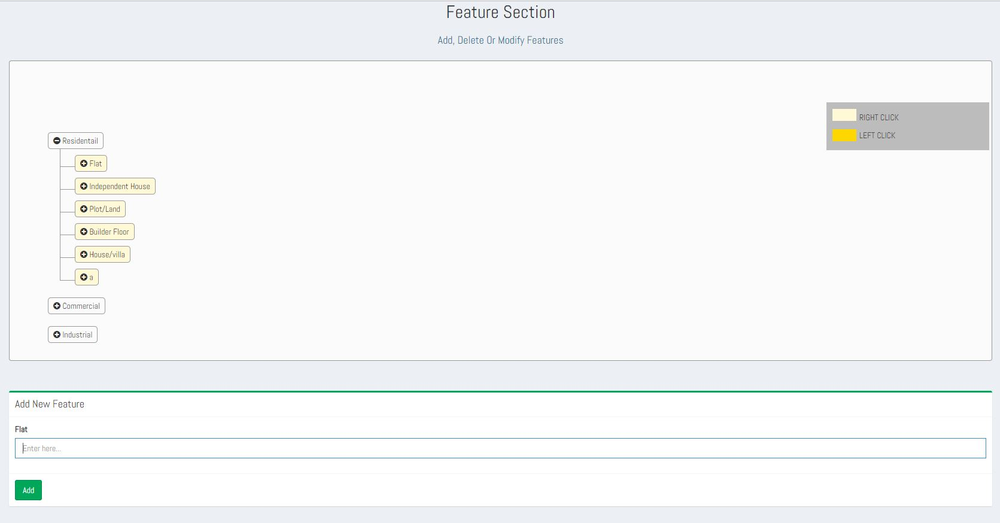 Feature Section
Add, Delete Or Modify Features
RIGHT CLICK
LEFT CLICK
Residentail
Flat
Independent House
Plot/Land
Builder Floor
House/villa
a
Commercial
Industrial
Add New Feature
Flat
Enter here...
Add